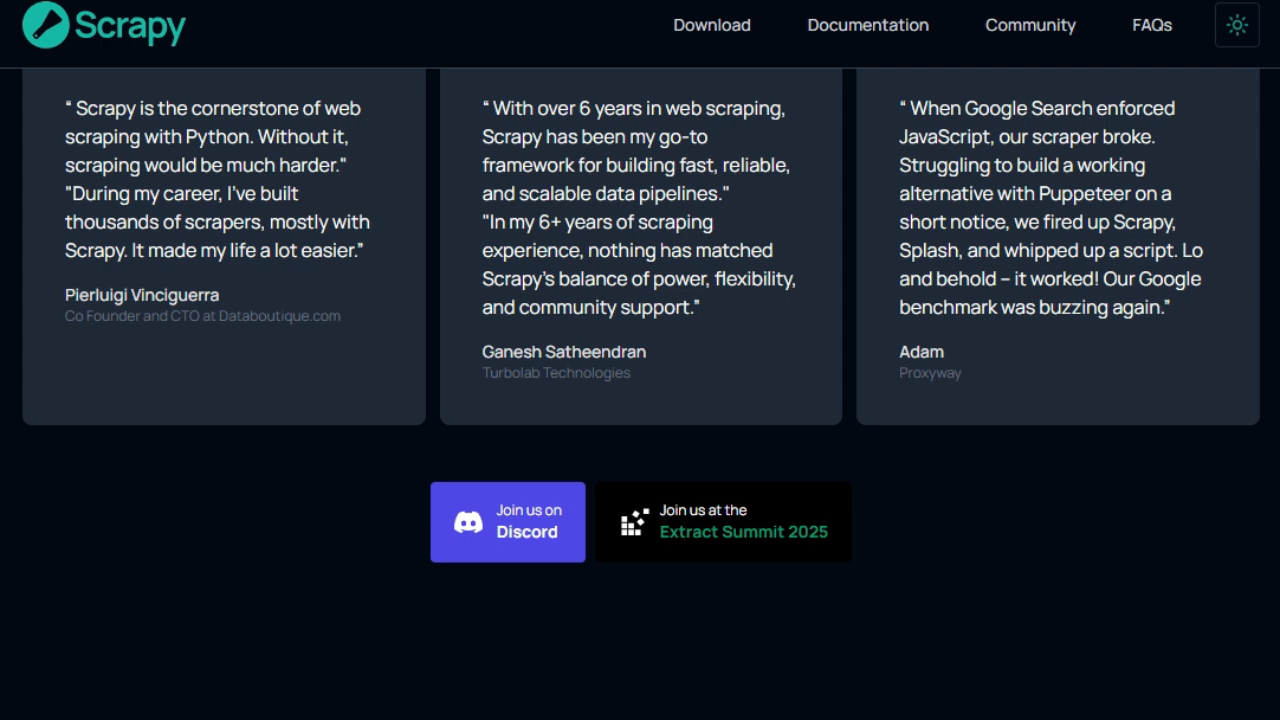 Scrapy
Download
Documentation
Community
FAQs
“ Scrapy is the cornerstone of web
scraping with Python. Without it,
scraping would be much harder."
"During my career, I’ve built
thousands of scrapers, mostly with
Scrapy. It made my life a lot easier.”
Pierluigi Vinciguerra
Co Founder and CTO at Databoutique.com
“ With over 6 years in web scraping,
Scrapy has been my go-to
framework for building fast, reliable,
and scalable data pipelines."
"In my 6+ years of scraping
experience, nothing has matched
Scrapy’s balance of power, flexibility,
and community support.”
Ganesh Satheendran
Turbolab Technologies
“ When Google Search enforced
JavaScript, our scraper broke.
Struggling to build a working
alternative with Puppeteer on a
short notice, we fired up Scrapy,
Splash, and whipped up a script. Lo
and behold – it worked! Our Google
benchmark was buzzing again.”
Adam
Proxyway
Join us on
Discord
Join us at the
Extract Summit 2025